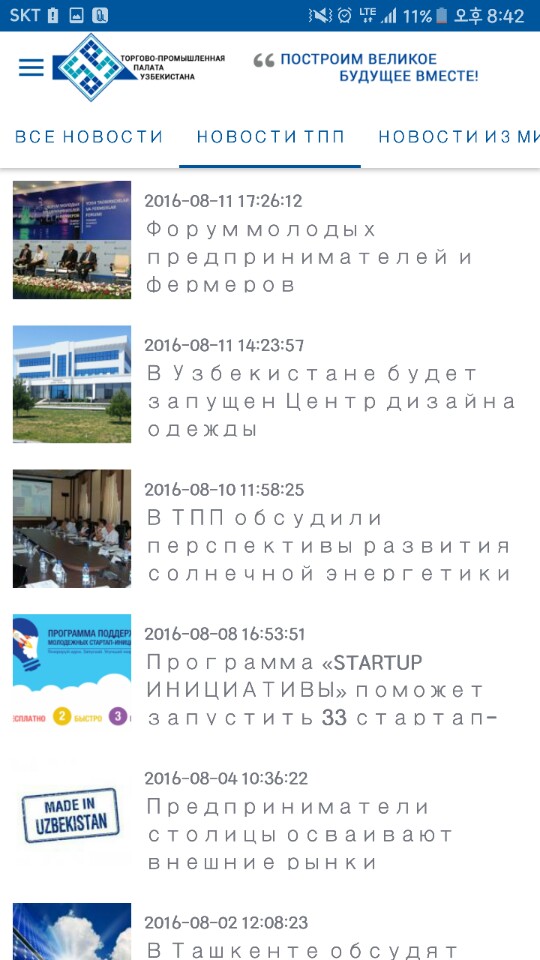 SKT LTE 11% 오후 8:42
ТОРГОВО-ПРОМЫШЛЕННАЯ
ПАЛАТА
УЗБЕКИСТАНА
“ ПОСТРОИМ ВЕЛИКОЕ
БУДУЩЕЕ ВМЕСТЕ!
ВСЕ НОВОСТИ НОВОСТИ ТПП НОВОСТИ ИЗ
2016-08-11 17:26:12
Форум молодых
предпринимателей и
фермеров
2016-08-11 14:23:57
В Узбекистане будет
запущен Центр дизайна
одежды
2016-08-10 11:58:25
В ТПП обсудили
перспективы развития
солнечной энергетики
ПРОГРАММА
МОЛОДЕЖНЫХ СТАРТАП-
2 БЫСТРО 3
2016-08-08 16:53:51
Программа «STARTUP
ИНИЦИАТИВЫ» поможет
запустить 33 стартап-
MADE IN
UZBEKISTAN
2016-08-04 10:36:22
Предприниматели
столицы осваивают
внешние рынки
2016-08-02 12:08:23
В Ташкенте обсудят